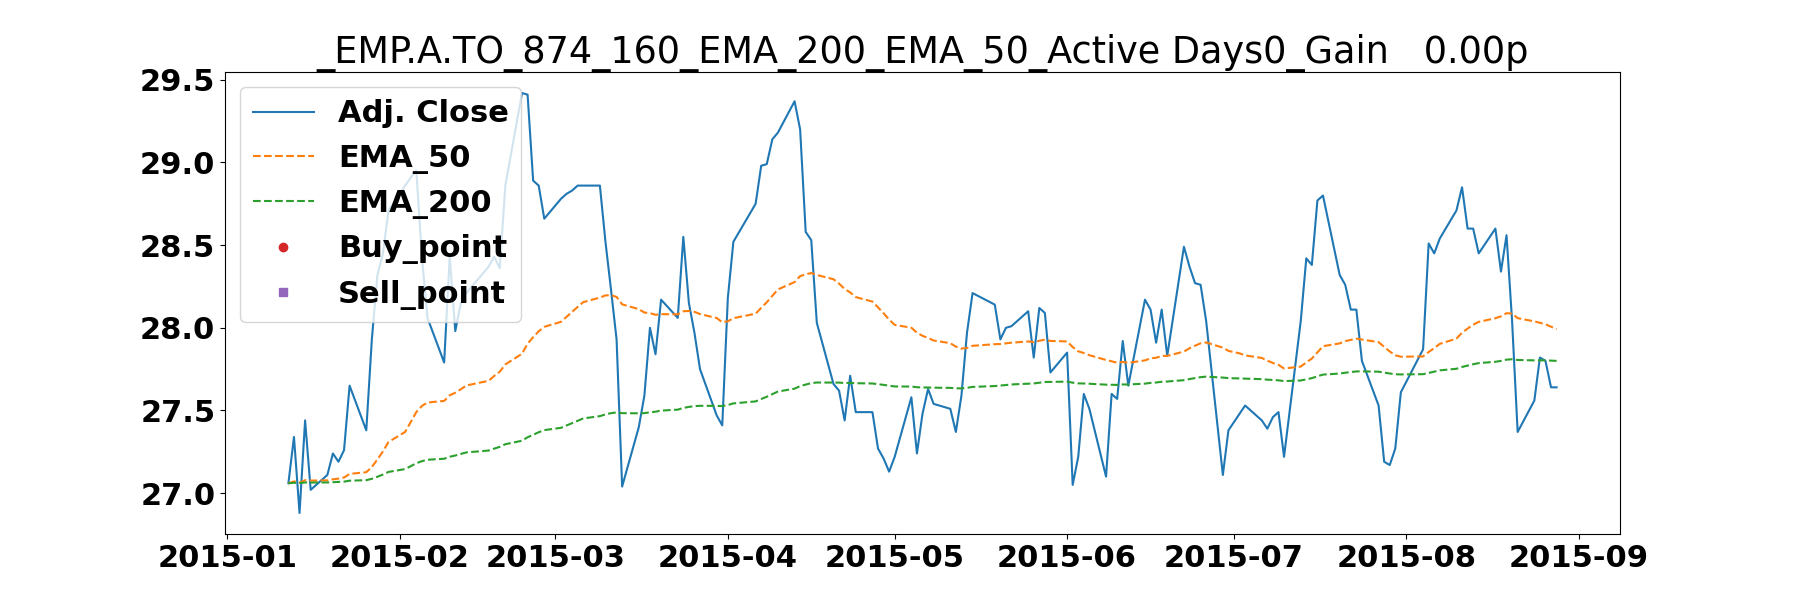 _EMP.A.TO_874_160_EMA_200_EMA_50_Active Days0_Gain   0.00p
29.5
29.0
28.5
28.0
27.5
27.0
Adj. Close
EMA_50
EMA_200
Buy_point
Sell_point
2015-01 2015-02 2015-03 2015-04 2015-05 2015-06 2015-07 2015-08 2015-09